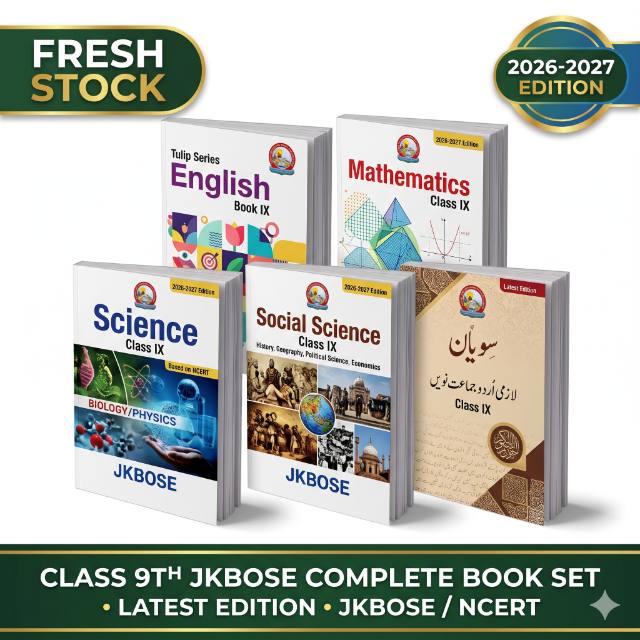 FRESH
STOCK
2026-2027
EDITION
Tulip Series
English
Book IX
2026-2027 Edition
Mathematics
Class IX
2026-2027 Edition
Science
Class IX
Based on NCERT
BIOLOGY/PHYSICS
JKBOSE
2026-2027 Edition
Social Science
Class IX
History, Geography, Political Science, Economics
JKBOSE
Latest Edition
لازمی اُردو جماعت نویں
Class IX
CLASS 9TH JKBOSE COMPLETE BOOK SET
• LATEST EDITION • JKBOSE / NCERT